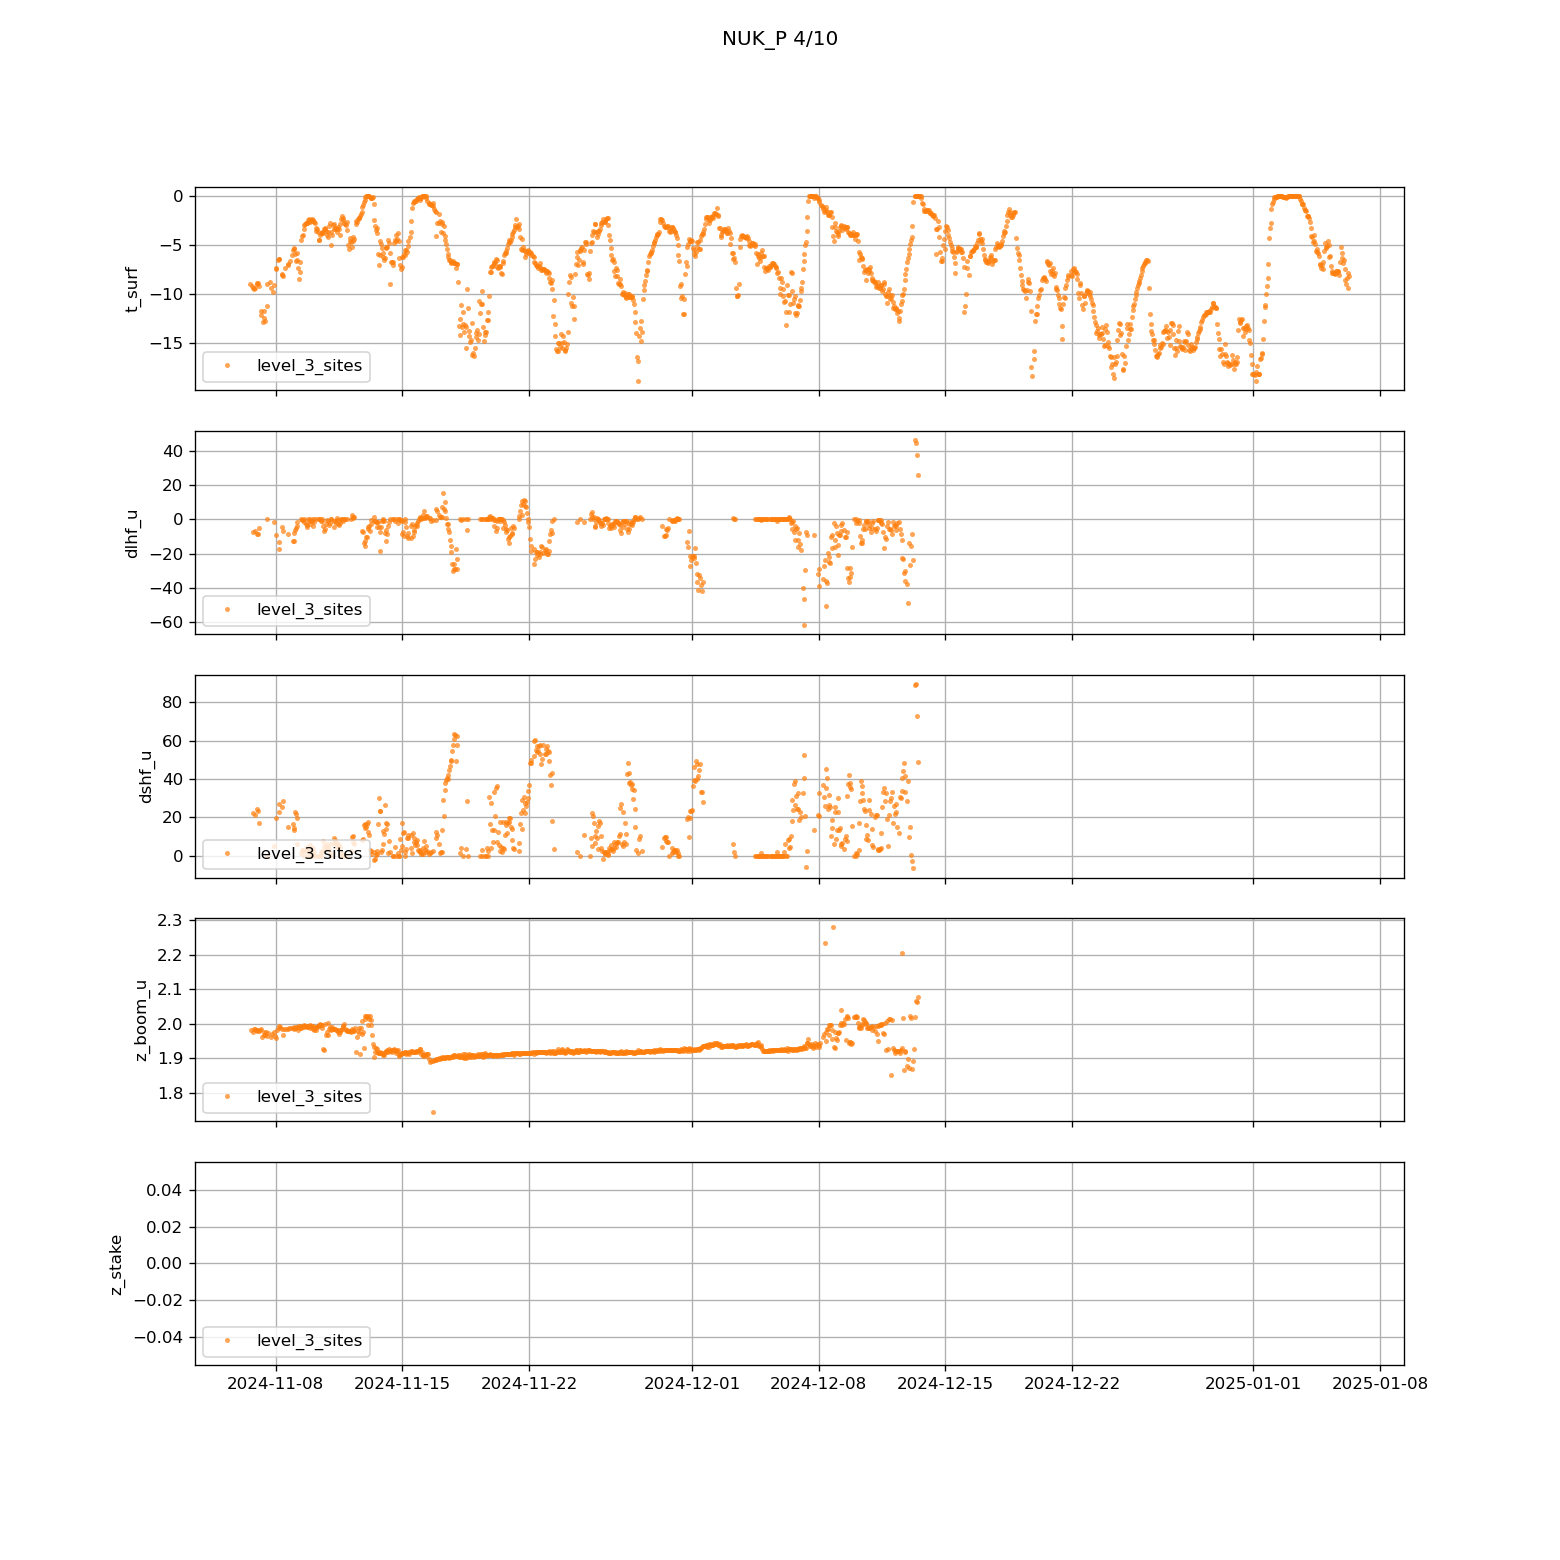 NUK_P 4/10
t_surf
0
−5
−10
−15
level_3_sites
dlhf_u
40
20
0
−20
−40
−60
level_3_sites
dshf_u
80
60
40
20
0
level_3_sites
z_boom_u
2.3
2.2
2.1
2.0
1.9
1.8
level_3_sites
z_stake
0.04
0.02
0.00
−0.02
−0.04
level_3_sites
2024-11-08 2024-11-15 2024-11-22 2024-12-01 2024-12-08 2024-12-15 2024-12-22 2025-01-01 2025-01-08